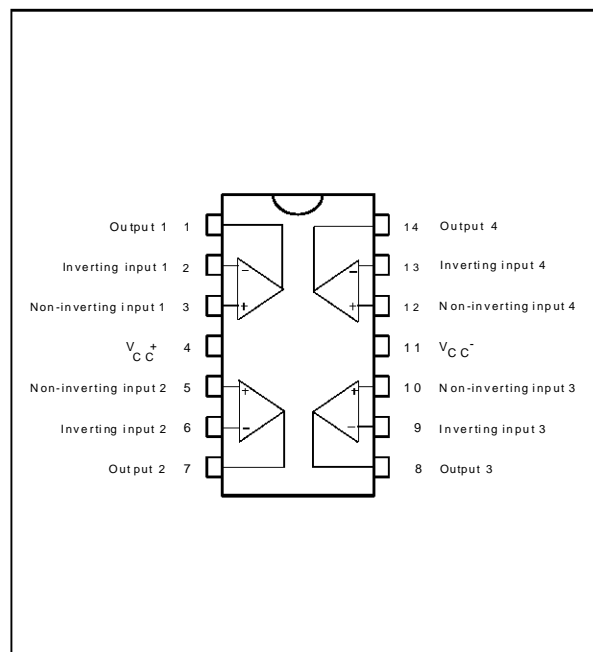 Output 1 1 14 Output 4
Inverting input 1 2 - - 13 Inverting input 4
Non-inverting input 1 3 + + 12 Non-inverting input 4
VCC+ 4 11 VCC-
Non-inverting input 2 5 + + 10 Non-inverting input 3
Inverting input 2 6 - - 9 Inverting input 3
Output 2 7 8 Output 3